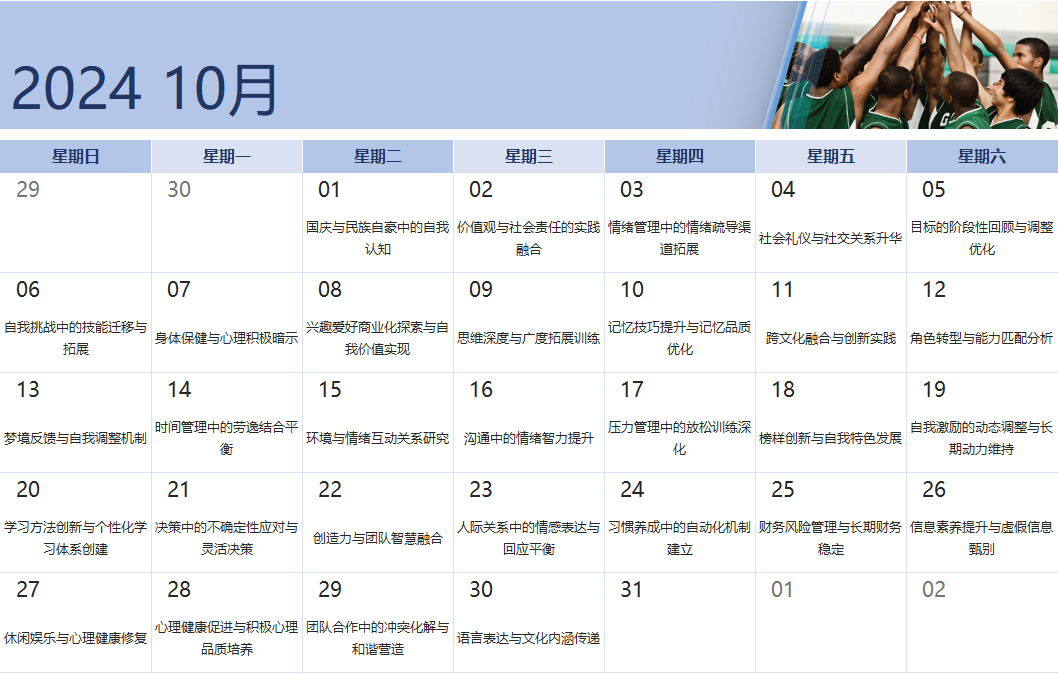 2024 10月
星期日 星期一 星期二 星期三 星期四 星期五 星期六
29 30 01 02 03 04 05
国庆与民族自豪中的自我 价值观与社会责任的实践 情绪管理中的情绪疏导渠 社会礼仪与社交关系升华 目标的阶段性回顾与调整
认知 融合 道拓展 优化
06 07 08 09 10 11 12
自我挑战中的技能迁移与 身体保健与心理积极暗示 兴趣爱好商业化探索与自 思维深度与广度拓展训练 记忆技巧提升与记忆品质 跨文化融合与创新实践 角色转型与能力匹配分析
拓展 我价值实现 优化
13 14 15 16 17 18 19
梦境反馈与自我调整机制 时间管理中的劳逸结合平 环境与情绪互动关系研究 沟通中的情绪智力提升 压力管理中的放松训练深 榜样创新与自我特色发展 自我激励的动态调整与长
衡 化 期动力维持
20 21 22 23 24 25 26
学习方法创新与个性化学 决策中的不确定性应对与 创造力与团队智慧融合 人际关系中的情感表达与 习惯养成中的自动化机制 财务风险管理与长期财务 信息素养提升与虚假信息
习体系创建 灵活决策 回应平衡 建立 稳定 甄别
27 28 29 30 31 01 02
休闲娱乐与心理健康修复 心理健康促进与积极心理 团队合作中的冲突化解与 语言表达与文化内涵传递
品质培养 和谐营造